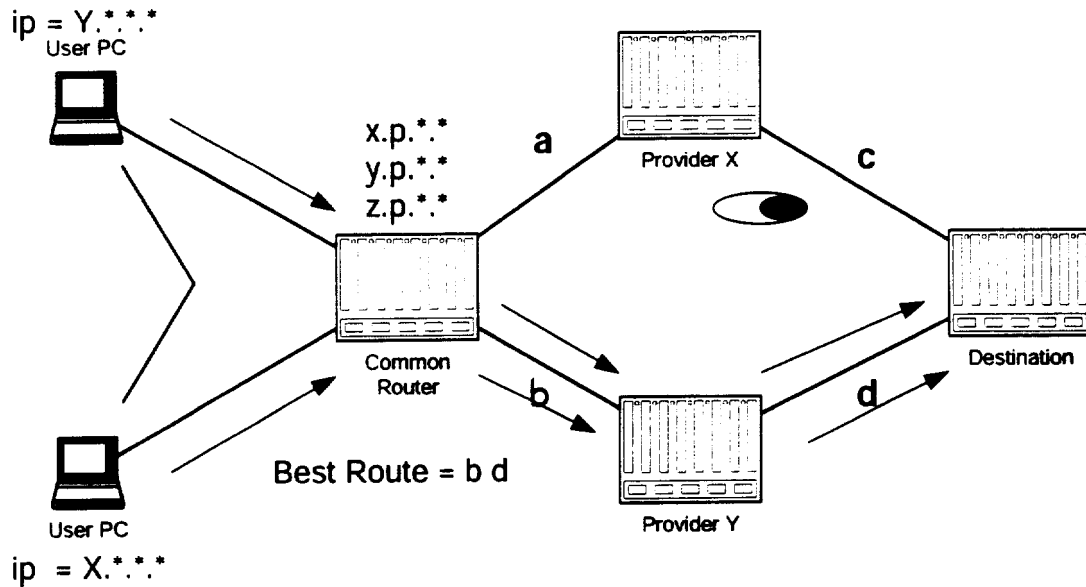 ip = Y.*.*.*
User PC
x.p.*.*
y.p.*.*
z.p.*.*
a
Provider X
c
Common
Router
Destination
b
d
Best Route = b d
Provider Y
User PC
ip = X.*.*.*